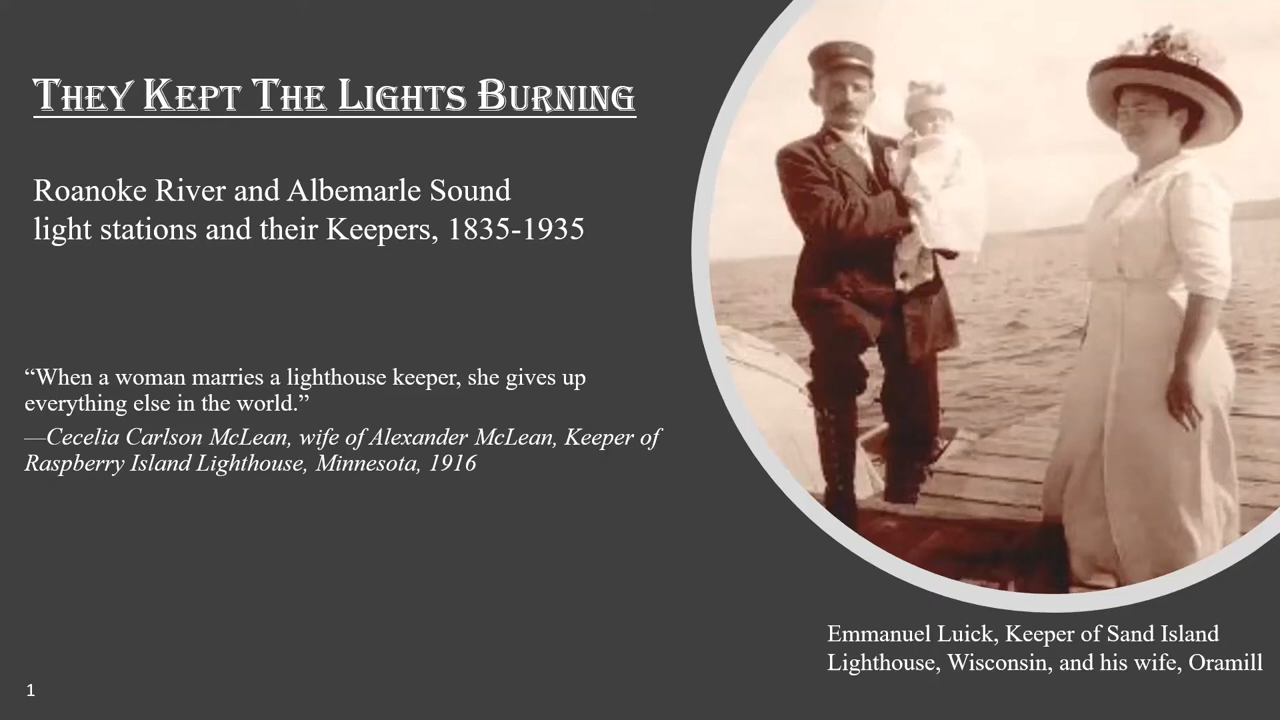 They Kept The Lights Burning
Roanoke River and Albemarle Sound
light stations and their Keepers, 1835-1935
“When a woman marries a lighthouse keeper, she gives up
everything else in the world.”
—Cecelia Carlson McLean, wife of Alexander McLean, Keeper of
Raspberry Island Lighthouse, Minnesota, 1916
Emmanuel Luick, Keeper of Sand Island
Lighthouse, Wisconsin, and his wife, Oramill
1